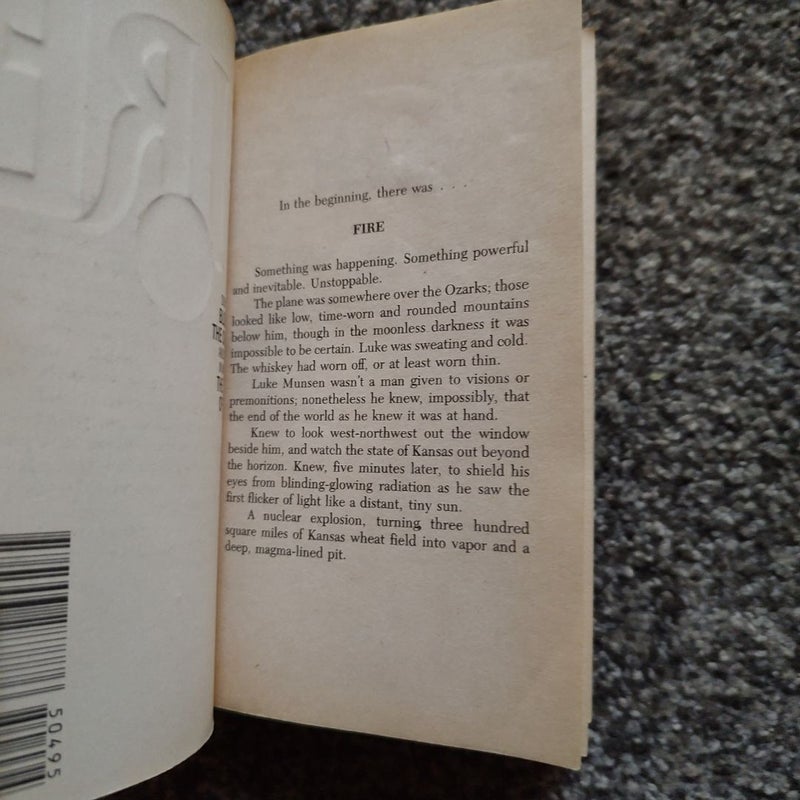 In the beginning, there was . . .
FIRE
Something was happening. Something powerful
and inevitable. Unstoppable.
The plane was somewhere over the Ozarks; those
looked like low, time-worn and rounded mountains
below him, though in the moonless darkness it was
impossible to be certain. Luke was sweating and cold.
The whiskey had worn off, or at least worn thin.
Luke Munsen wasn't a man given to visions or
premonitions; nonetheless he knew, impossibly, that
the end of the world as he knew it was at hand.
Knew to look west-northwest out the window
beside him, and watch the state of Kansas out beyond
the horizon. Knew, five minutes later, to shield his
eyes from blinding-glowing radiation as he saw the
first flicker of light like a distant, tiny sun.
A nuclear explosion, turning three hundred
square miles of Kansas wheat field into vapor and a
deep, magma-lined pit.
50495